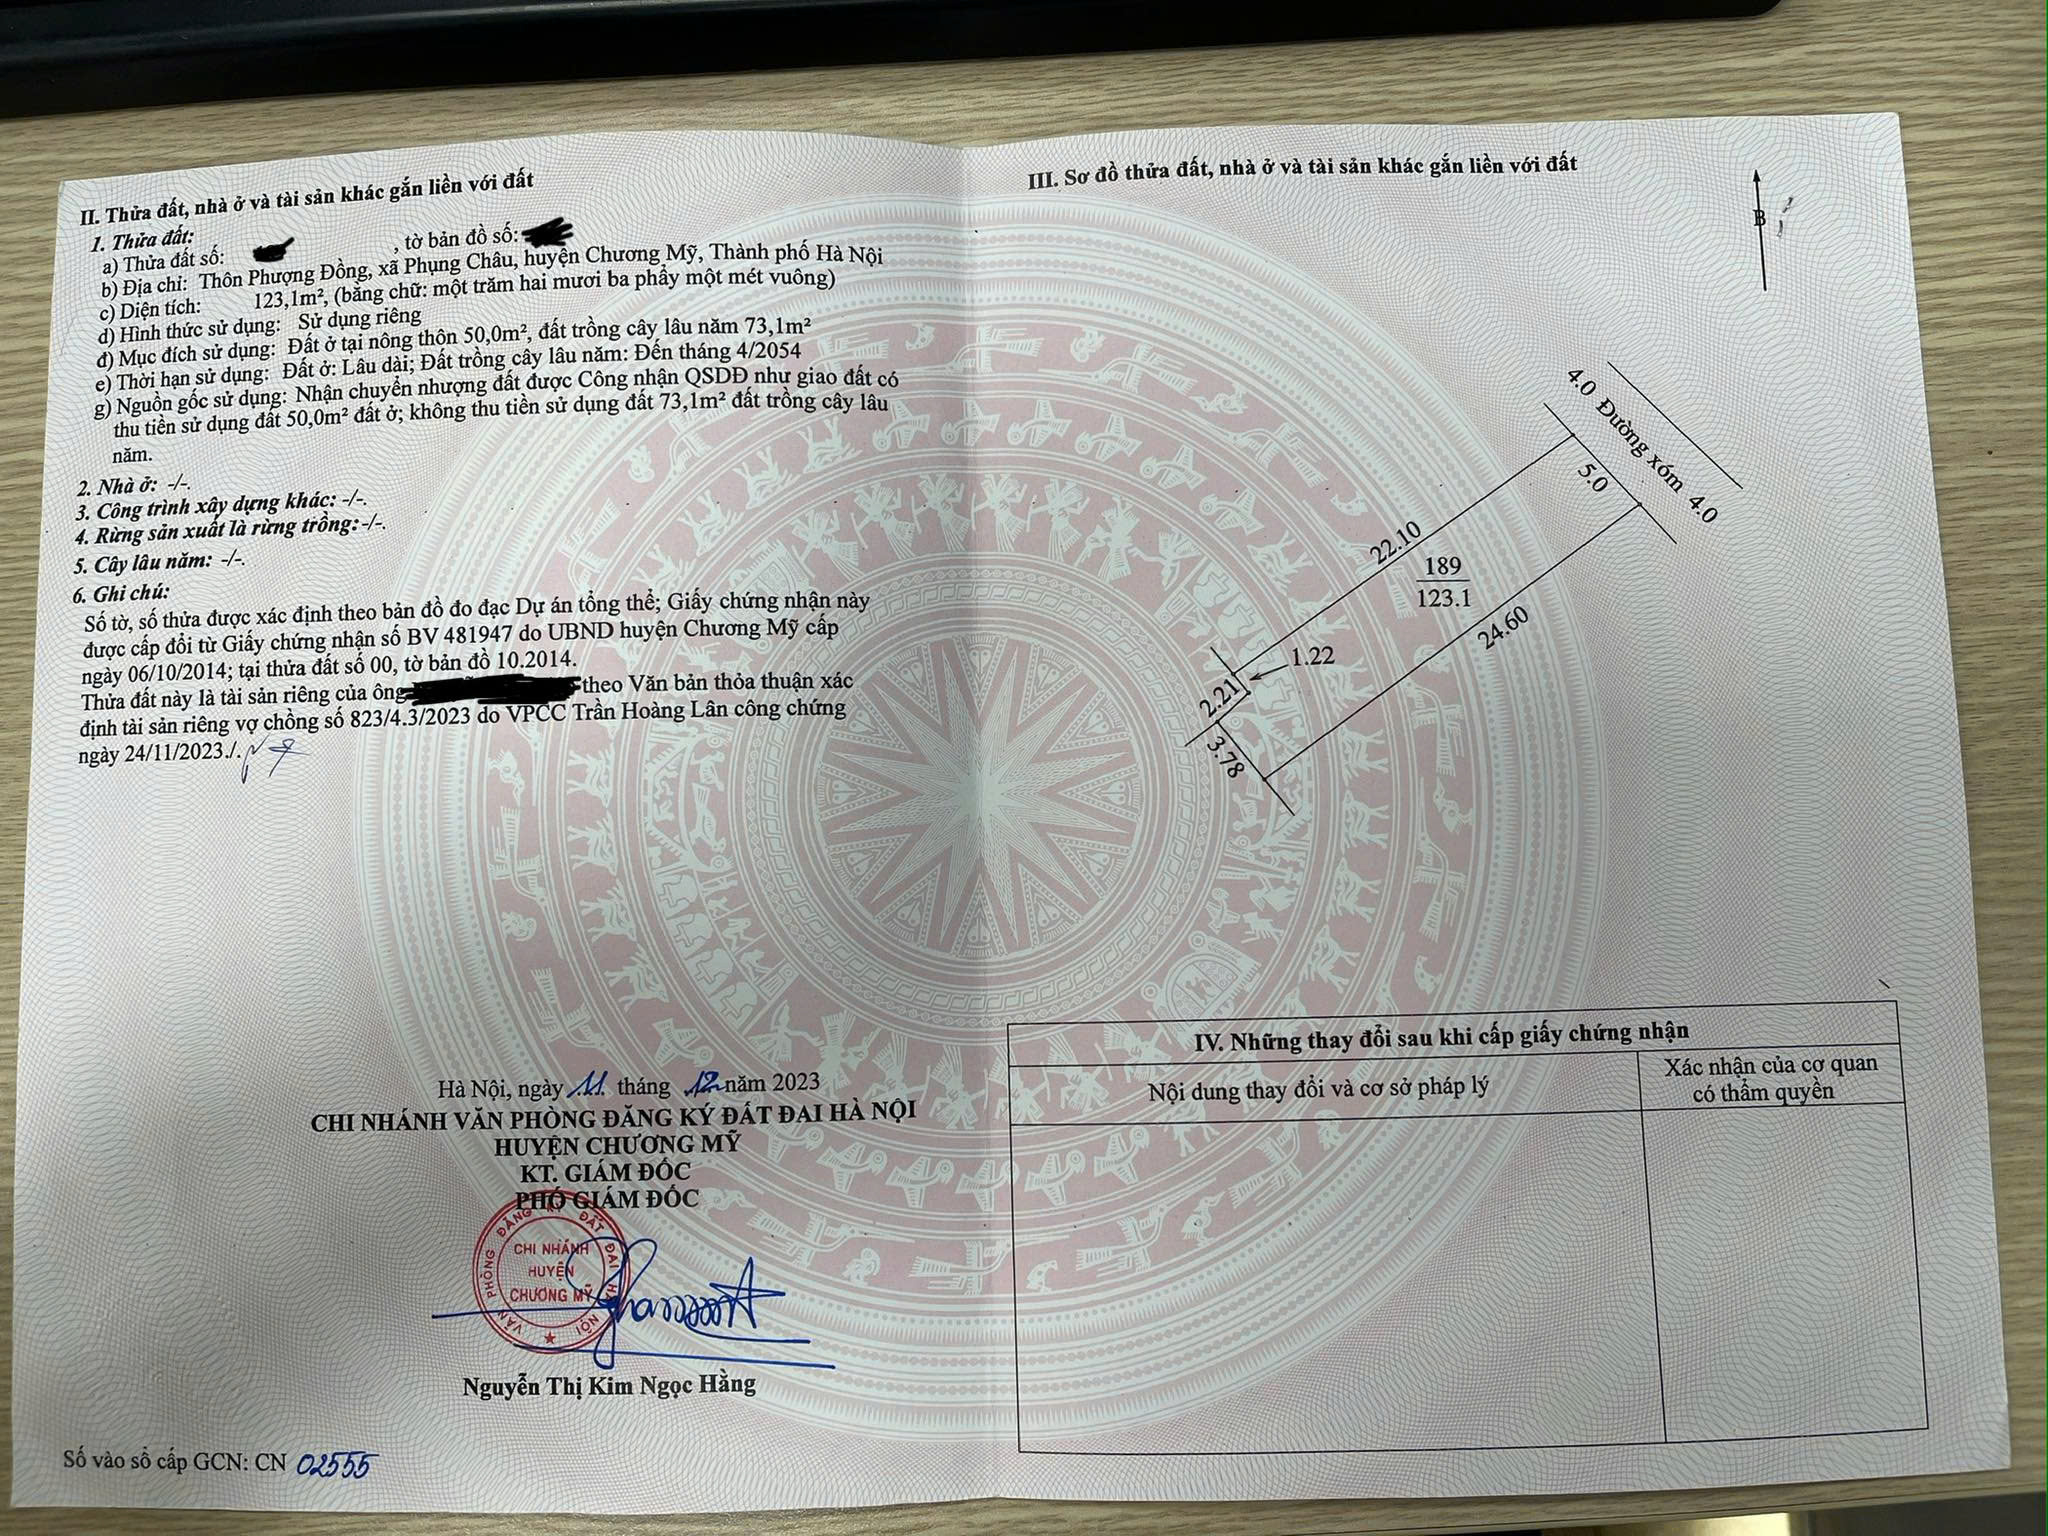 II. Thửa đất, nhà ở và tài sản khác gắn liền với đất
1. Thửa đất:
a) Thửa đất số: , tờ bản đồ số:
b) Địa chỉ: Thôn Phượng Đồng, xã Phụng Châu, huyện Chương Mỹ, Thành phố Hà Nội
c) Diện tích: 123,1m², (bằng chữ: một trăm hai mươi ba phẩy một mét vuông)
d) Hình thức sử dụng: Sử dụng riêng
đ) Mục đích sử dụng: Đất ở tại nông thôn 50,0m², đất trồng cây lâu năm 73,1m²
e) Thời hạn sử dụng: Đất ở: Lâu dài; Đất trồng cây lâu năm: Đến tháng 4/2054
g) Nguồn gốc sử dụng: Nhận chuyển nhượng đất được Công nhận QSDĐ như giao đất có
thu tiền sử dụng đất 50,0m² đất ở; không thu tiền sử dụng đất 73,1m² đất trồng cây lâu
năm.
2. Nhà ở: -/-.
3. Công trình xây dựng khác: -/-.
4. Rừng sản xuất là rừng trồng: -/-.
5. Cây lâu năm: -/-.
6. Ghi chú:
Số tờ, số thửa được xác định theo bản đồ đo đạc Dự án tổng thể; Giấy chứng nhận này
được cấp đổi từ Giấy chứng nhận số BV 481947 do UBND huyện Chương Mỹ cấp
ngày 06/10/2014; tại thửa đất số 00, tờ bản đồ 10.2014.
Thửa đất này là tài sản riêng của ông theo Văn bản thỏa thuận xác
định tài sản riêng vợ chồng số 823/4.3/2023 do VPCC Trần Hoàng Lân công chứng
ngày 24/11/2023./.
Hà Nội, ngày 11 tháng 12 năm 2023
CHI NHÁNH VĂN PHÒNG ĐĂNG KÝ ĐẤT ĐAI HÀ NỘI
HUYỆN CHƯƠNG MỸ
KT. GIÁM ĐỐC
PHÓ GIÁM ĐỐC
VĂN PHÒNG ĐĂNG KÝ ĐẤT ĐAI HÀ NỘI
CHI NHÁNH
HUYỆN
CHƯƠNG MỸ
Nguyễn Thị Kim Ngọc Hằng
Số vào sổ cấp GCN: CN 02555
III. Sơ đồ thửa đất, nhà ở và tài sản khác gắn liền với đất
B
4.0 Đường xóm 4.0
5.0
22.10
189
123.1
24.60
1.22
2.21
3.78
IV. Những thay đổi sau khi cấp giấy chứng nhận
Nội dung thay đổi và cơ sở pháp lý
Xác nhận của cơ quan
có thẩm quyền